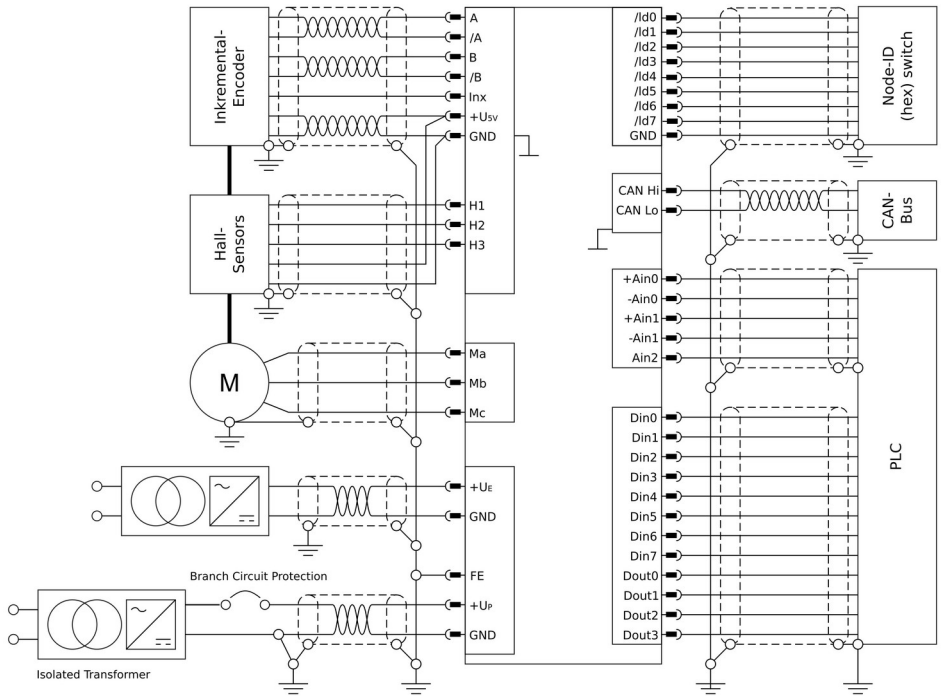 Inkremental-
Encoder
A
/A
B
/B
Inx
+USV
GND
Hall-
Sensors
H1
H2
H3
M
Ma
Mb
Mc
+UE
GND
FE
Branch Circuit Protection
+UP
GND
Isolated Transformer
/Id0
/Id1
/Id2
/Id3
/Id4
/Id5
/Id6
/Id7
GND
Node-ID
(hex) switch
CAN Hi
CAN Lo
CAN-
Bus
+Ain0
-Ain0
+Ain1
-Ain1
Ain2
Din0
Din1
Din2
Din3
Din4
Din5
Din6
Din7
Dout0
Dout1
Dout2
Dout3
PLC